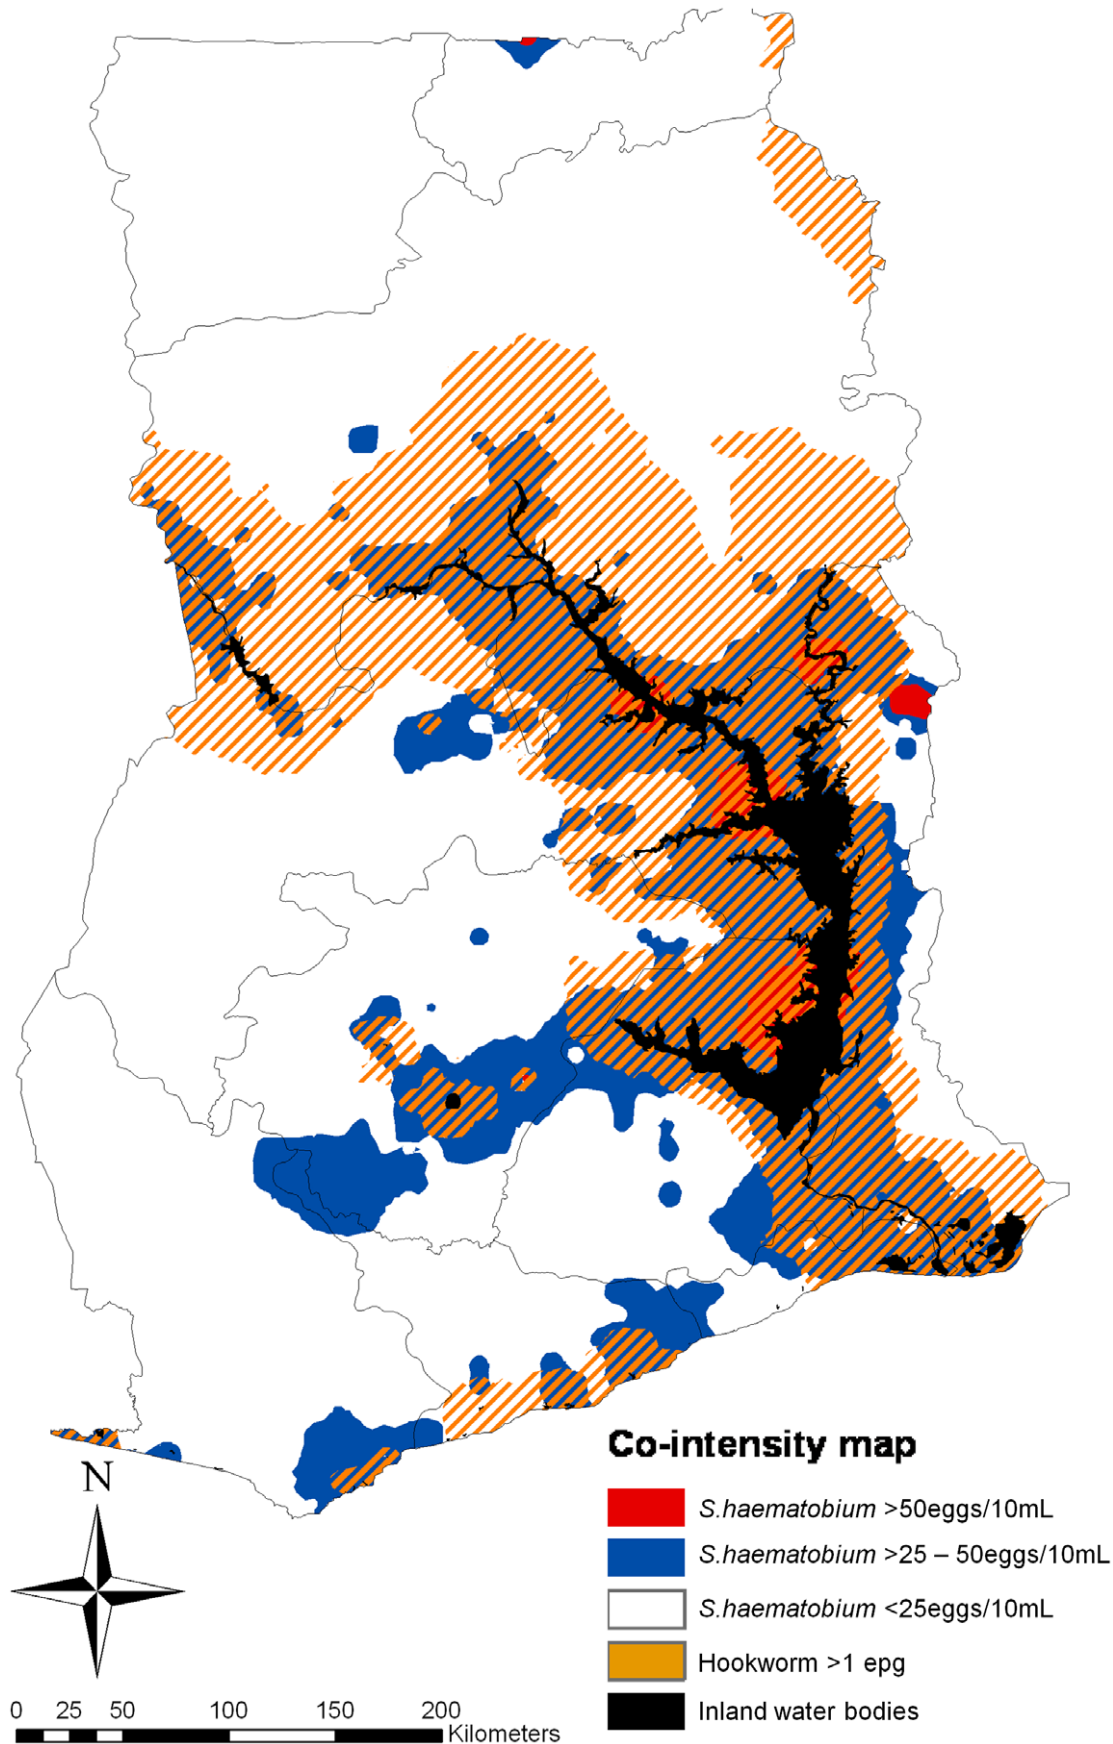 Co-intensity map
S.haematobium >50eggs/10mL
S.haematobium >25 – 50eggs/10mL
S.haematobium <25eggs/10mL
Hookworm >1 epg
Inland water bodies
N
0 25 50 100 150 200
Kilometers